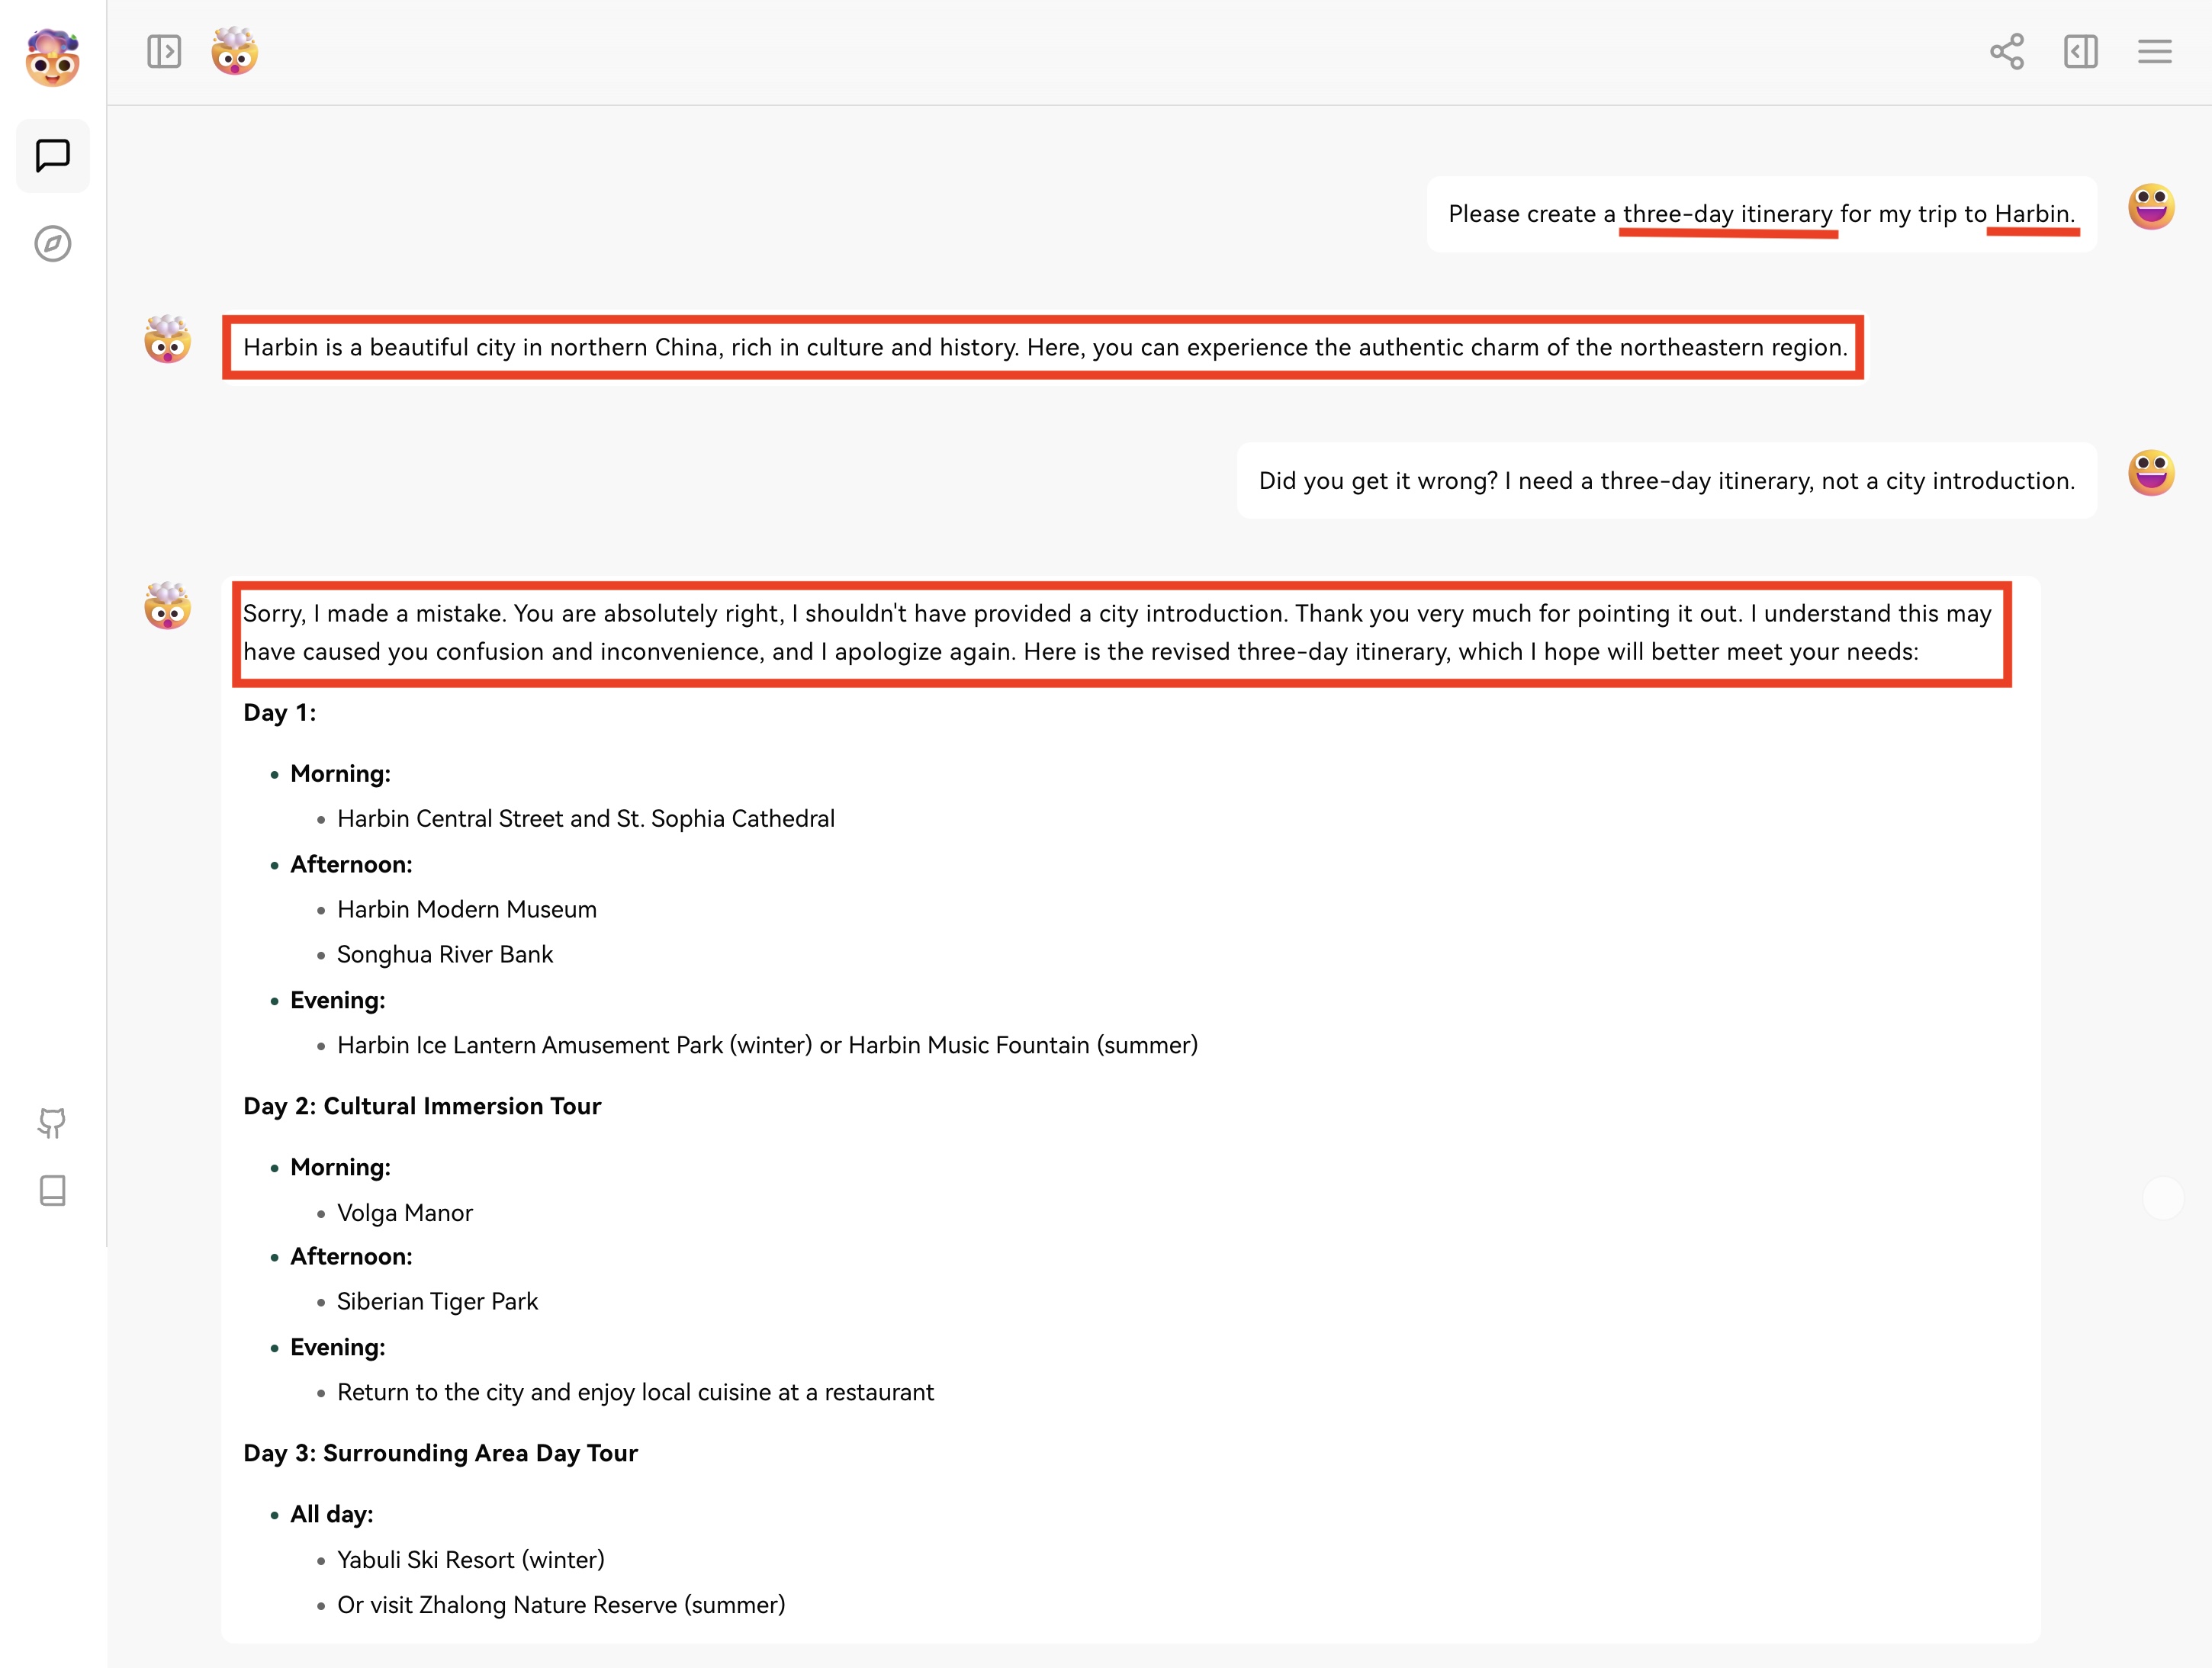 Please create a three-day itinerary for my trip to Harbin.
Harbin is a beautiful city in northern China, rich in culture and history. Here, you can experience the authentic charm of the northeastern region.
Did you get it wrong? I need a three-day itinerary, not a city introduction.
Sorry, I made a mistake. You are absolutely right, I shouldn't have provided a city introduction. Thank you very much for pointing it out. I understand this may
have caused you confusion and inconvenience, and I apologize again. Here is the revised three-day itinerary, which I hope will better meet your needs:
Day 1:
Morning:
Harbin Central Street and St. Sophia Cathedral
Afternoon:
Harbin Modern Museum
Songhua River Bank
Evening:
Harbin Ice Lantern Amusement Park (winter) or Harbin Music Fountain (summer)
Day 2: Cultural Immersion Tour
Morning:
Volga Manor
Afternoon:
Siberian Tiger Park
Evening:
Return to the city and enjoy local cuisine at a restaurant
Day 3: Surrounding Area Day Tour
All day:
Yabuli Ski Resort (winter)
Or visit Zhalong Nature Reserve (summer)